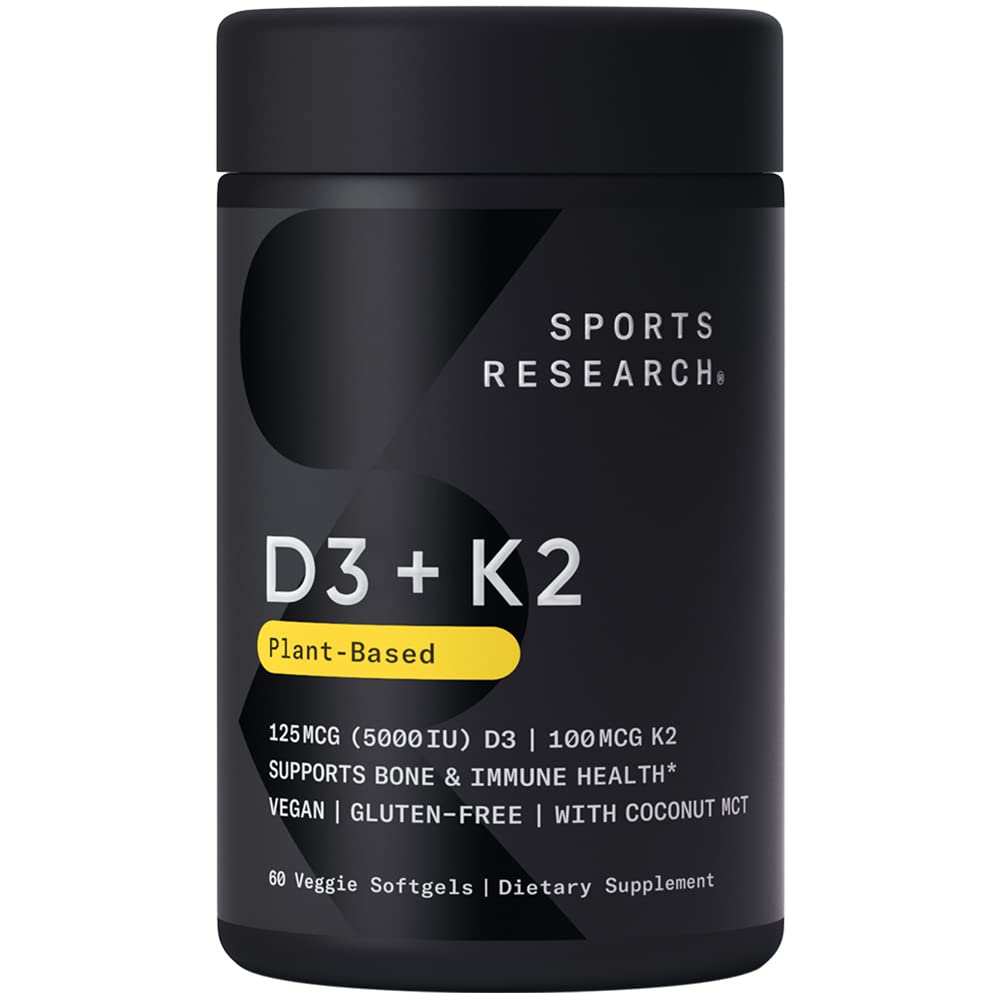 SPORTS
RESEARCH®
D3 + K2
Plant-Based
125MCG (5000IU) D3 | 100MCG K2
SUPPORTS BONE & IMMUNE HEALTH*
VEGAN | GLUTEN-FREE | WITH COCONUT MCT
60 Veggie Softgels | Dietary Supplement